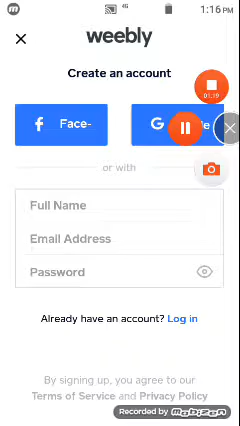 4G
1:16 PM
weebly
Create an account
01:19
Face-
or with
Full Name
Email Address
Password
Already have an account? Log in
By signing up, you agree to our
Terms of Service and Privacy Policy
Recorded by mobizen